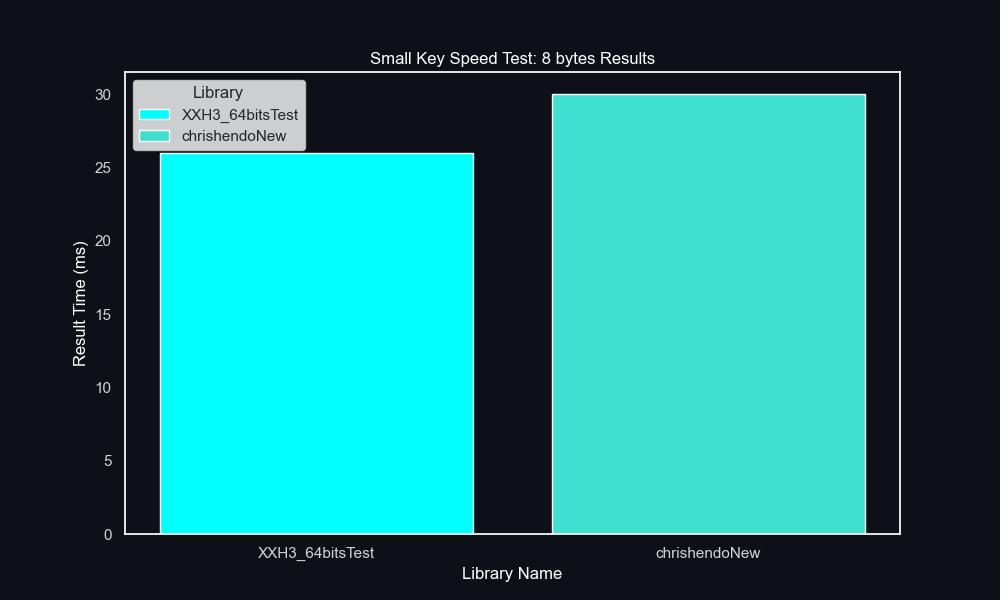 Small Key Speed Test: 8 bytes Results
Library
XXH3_64bitsTest
chrishendoNew
Result Time (ms)
30
25
20
15
10
5
0
XXH3_64bitsTest
chrishendoNew
Library Name